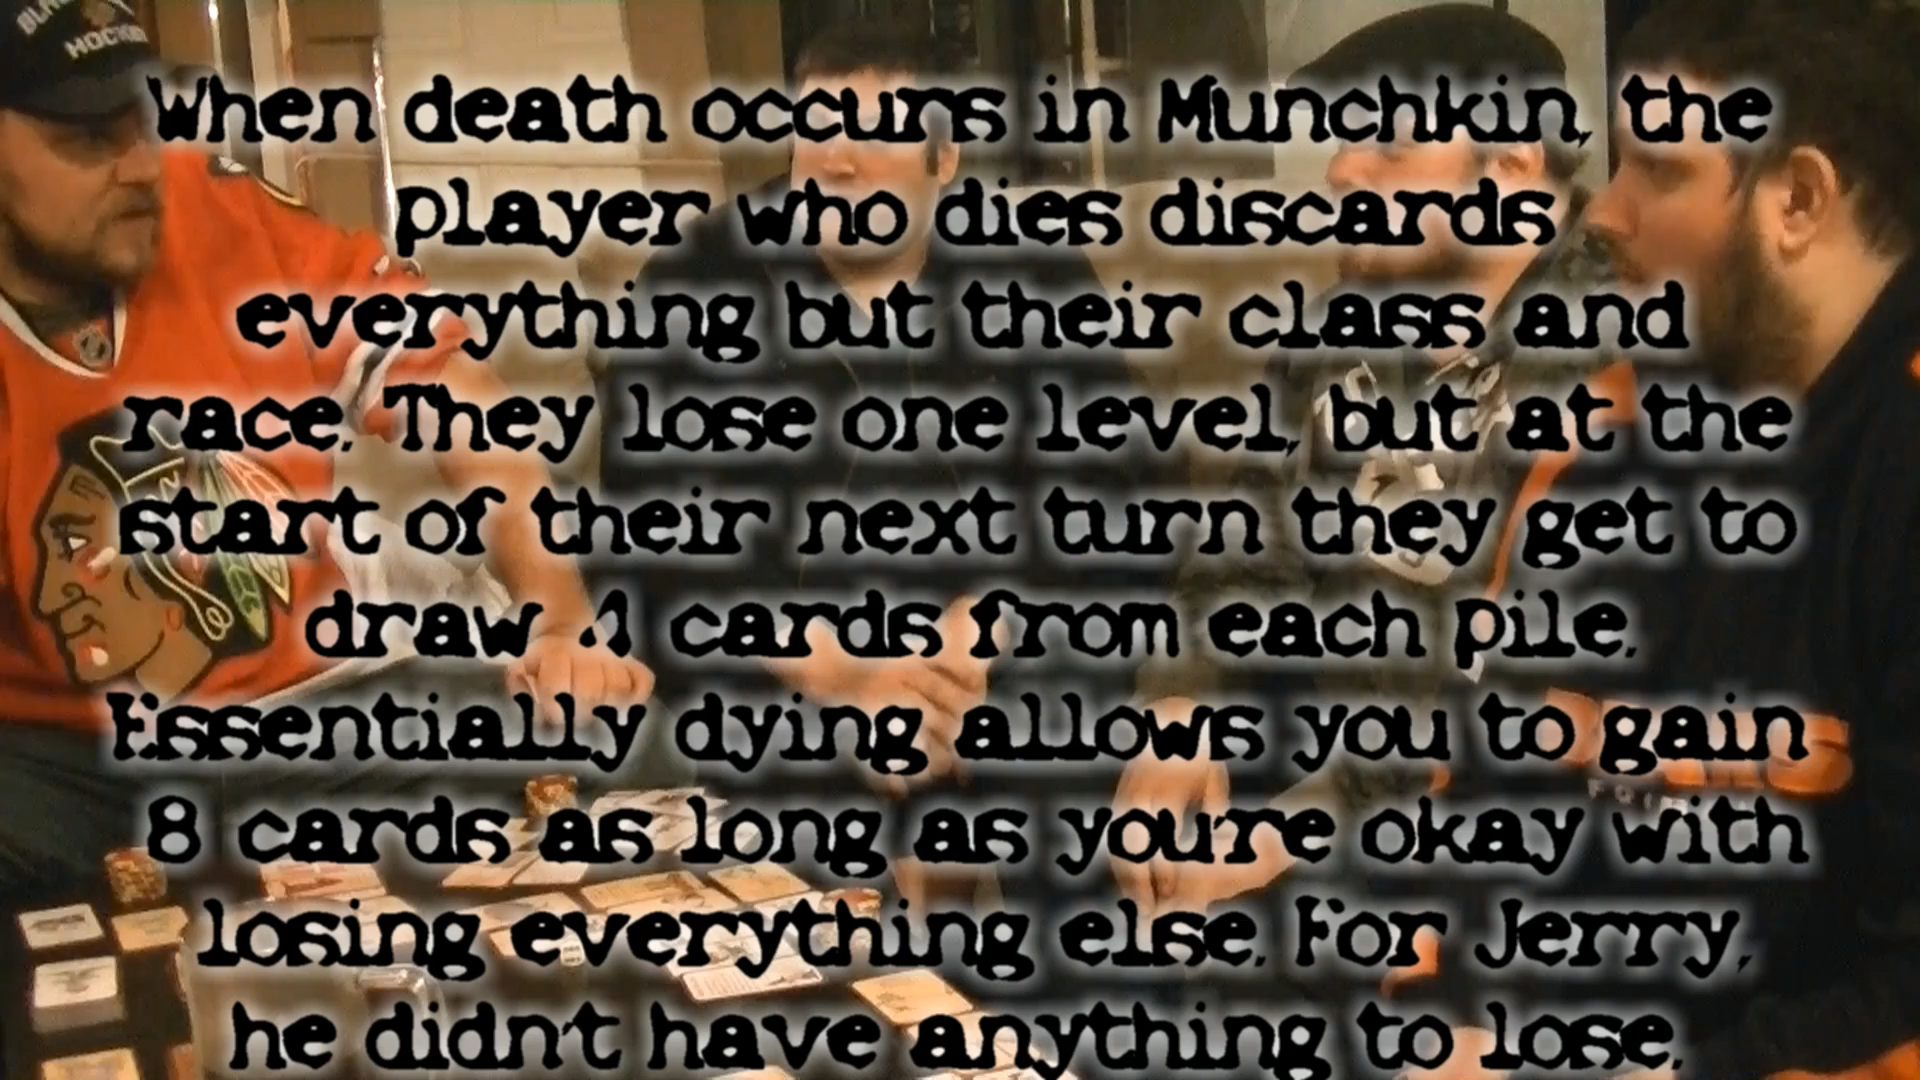 HOCKEY
When death occurs in Munchkin, the
player who dies discards
everything but their class and
race. They lose one level, but at the
start of their next turn they get to
draw 4 cards from each pile.
Essentially dying allows you to gain
8 cards as long as you're okay with
losing everything else. For Jerry,
he didn't have anything to lose.